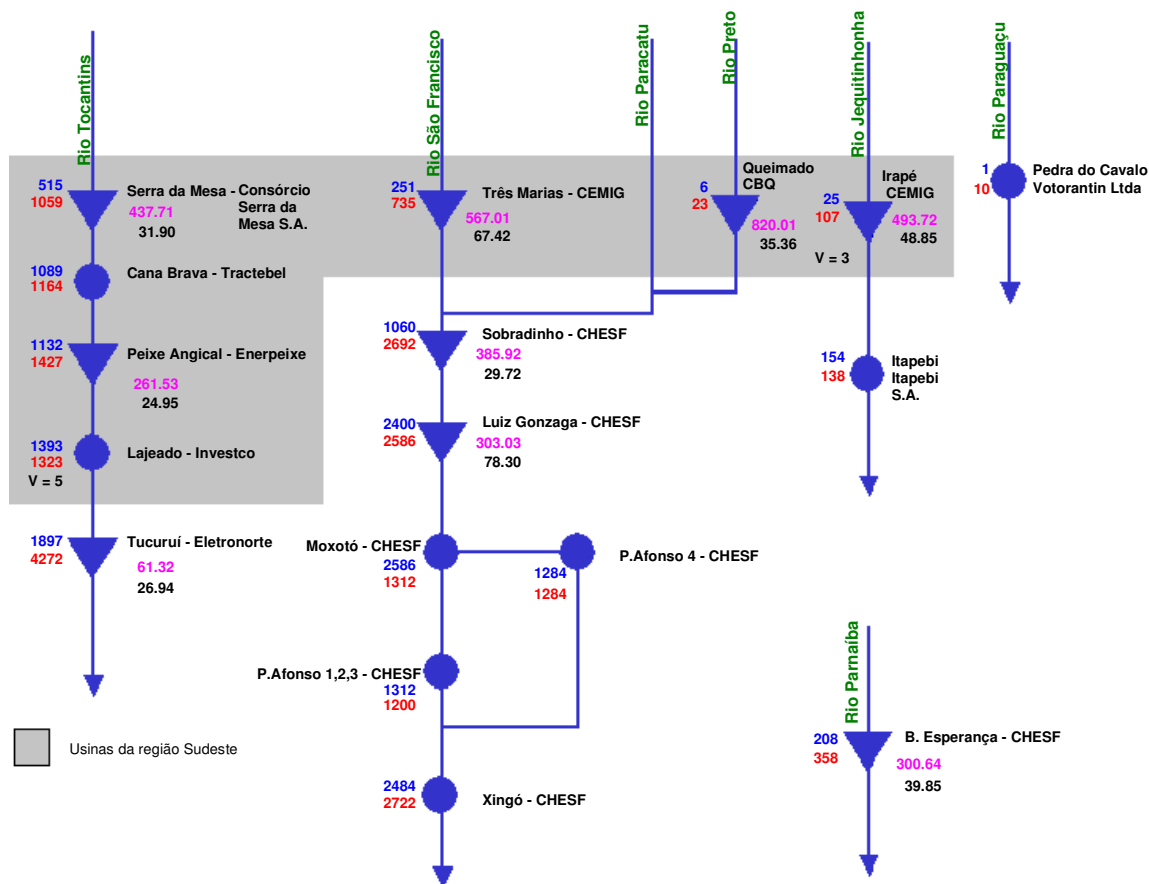 Rio Tocantins
Rio São Francisco
Rio Paracatu
Rio Preto
Rio Jequitinhonha
Rio Paraguaçu
515
1059
Serra da Mesa - Consórcio
Serra da
Mesa S.A.
437.71
31.90
251
735
Três Marias - CEMIG
567.01
67.42
6
23
Queimado
CBQ
820.01
35.36
25
107
Irapé
CEMIG
493.72
48.85
V = 3
1
10
Pedra do Cavalo
Votorantin Ltda
1089
1164
Cana Brava - Tractebel
1132
1427
Peixe Angical - Enerpeixe
261.53
24.95
1060
2692
Sobradinho - CHESF
385.92
29.72
154
138
Itapebi
Itapebi
S.A.
1393
1323
V = 5
Lajeado - Investco
2400
2586
Luiz Gonzaga - CHESF
303.03
78.30
1897
4272
Tucuruí - Eletronorte
61.32
26.94
Moxotó - CHESF
2586
1312
1284
1284
P.Afonso 4 - CHESF
P.Afonso 1,2,3 - CHESF
1312
1200
Rio Parnaíba
Usinas da região Sudeste
208
358
B. Esperança - CHESF
300.64
39.85
2484
2722
Xingó - CHESF